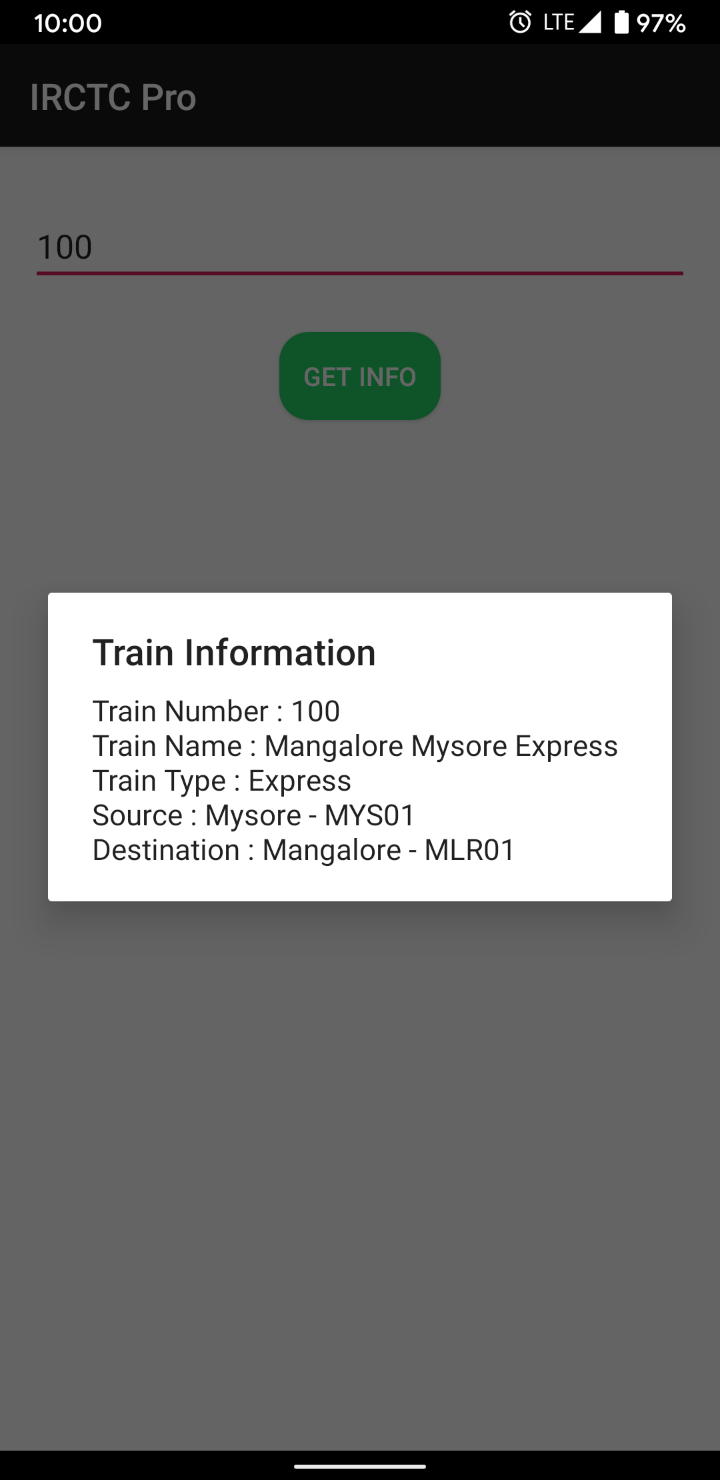 10:00 LTE 97%
IRCTC Pro
100
GET INFO
Train Information
Train Number : 100
Train Name : Mangalore Mysore Express
Train Type : Express
Source : Mysore - MYS01
Destination : Mangalore - MLR01